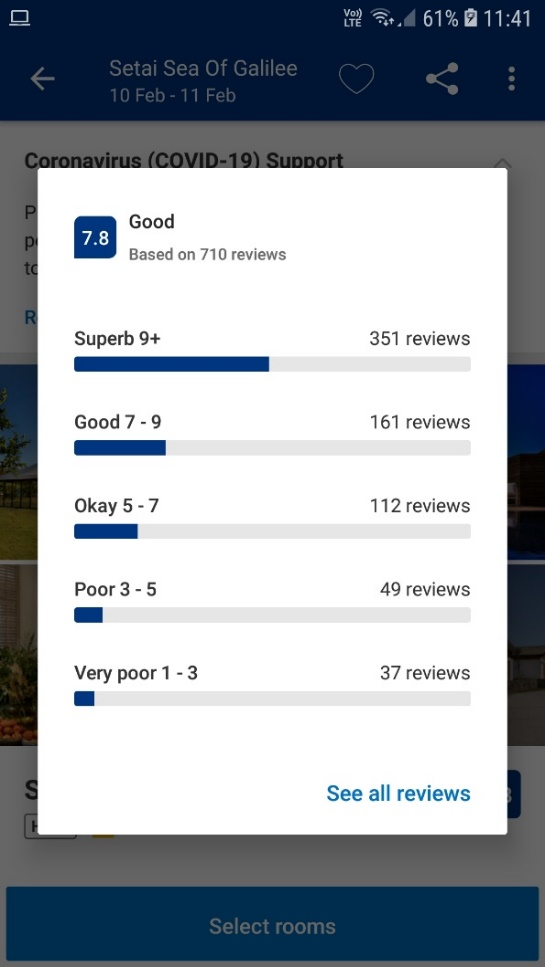 Vo)) LTE 61% 11:41
Setai Sea Of Galilee
10 Feb - 11 Feb
Coronavirus (COVID-19) Support
7.8
Good
Based on 710 reviews
Superb 9+ 351 reviews
Good 7 - 9 161 reviews
Okay 5 - 7 112 reviews
Poor 3 - 5 49 reviews
Very poor 1 - 3 37 reviews
See all reviews
Select rooms